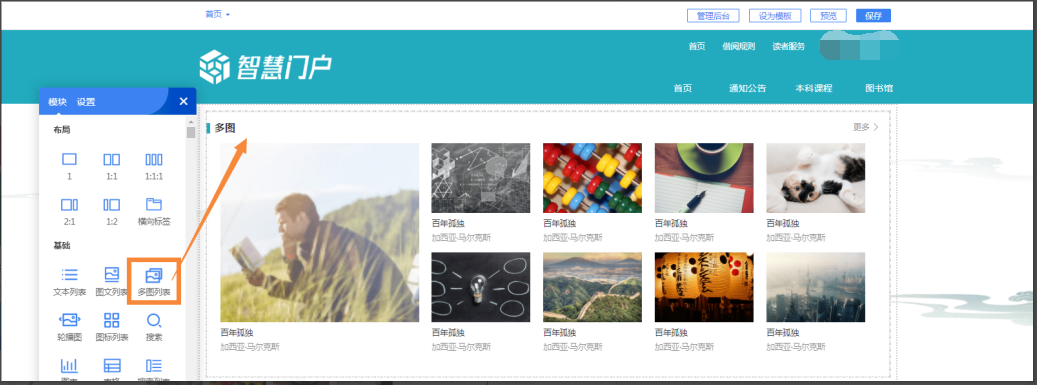 首页
管理后台 设为模板 预览 保存
智慧门户
首页 借阅规则 读者服务
首页 通知公告 本科课程 图书馆
模块 设置
布局
1 1:1 1:1:1
2:1 1:2 横向标签
基础
文本列表 图文列表 多图列表
轮播图 图标列表 搜索
多图
更多
百年孤独
加西亚·马尔克斯
百年孤独
加西亚·马尔克斯
百年孤独
加西亚·马尔克斯
百年孤独
加西亚·马尔克斯
百年孤独
加西亚·马尔克斯
百年孤独
加西亚·马尔克斯
百年孤独
加西亚·马尔克斯
百年孤独
加西亚·马尔克斯
百年孤独
加西亚·马尔克斯